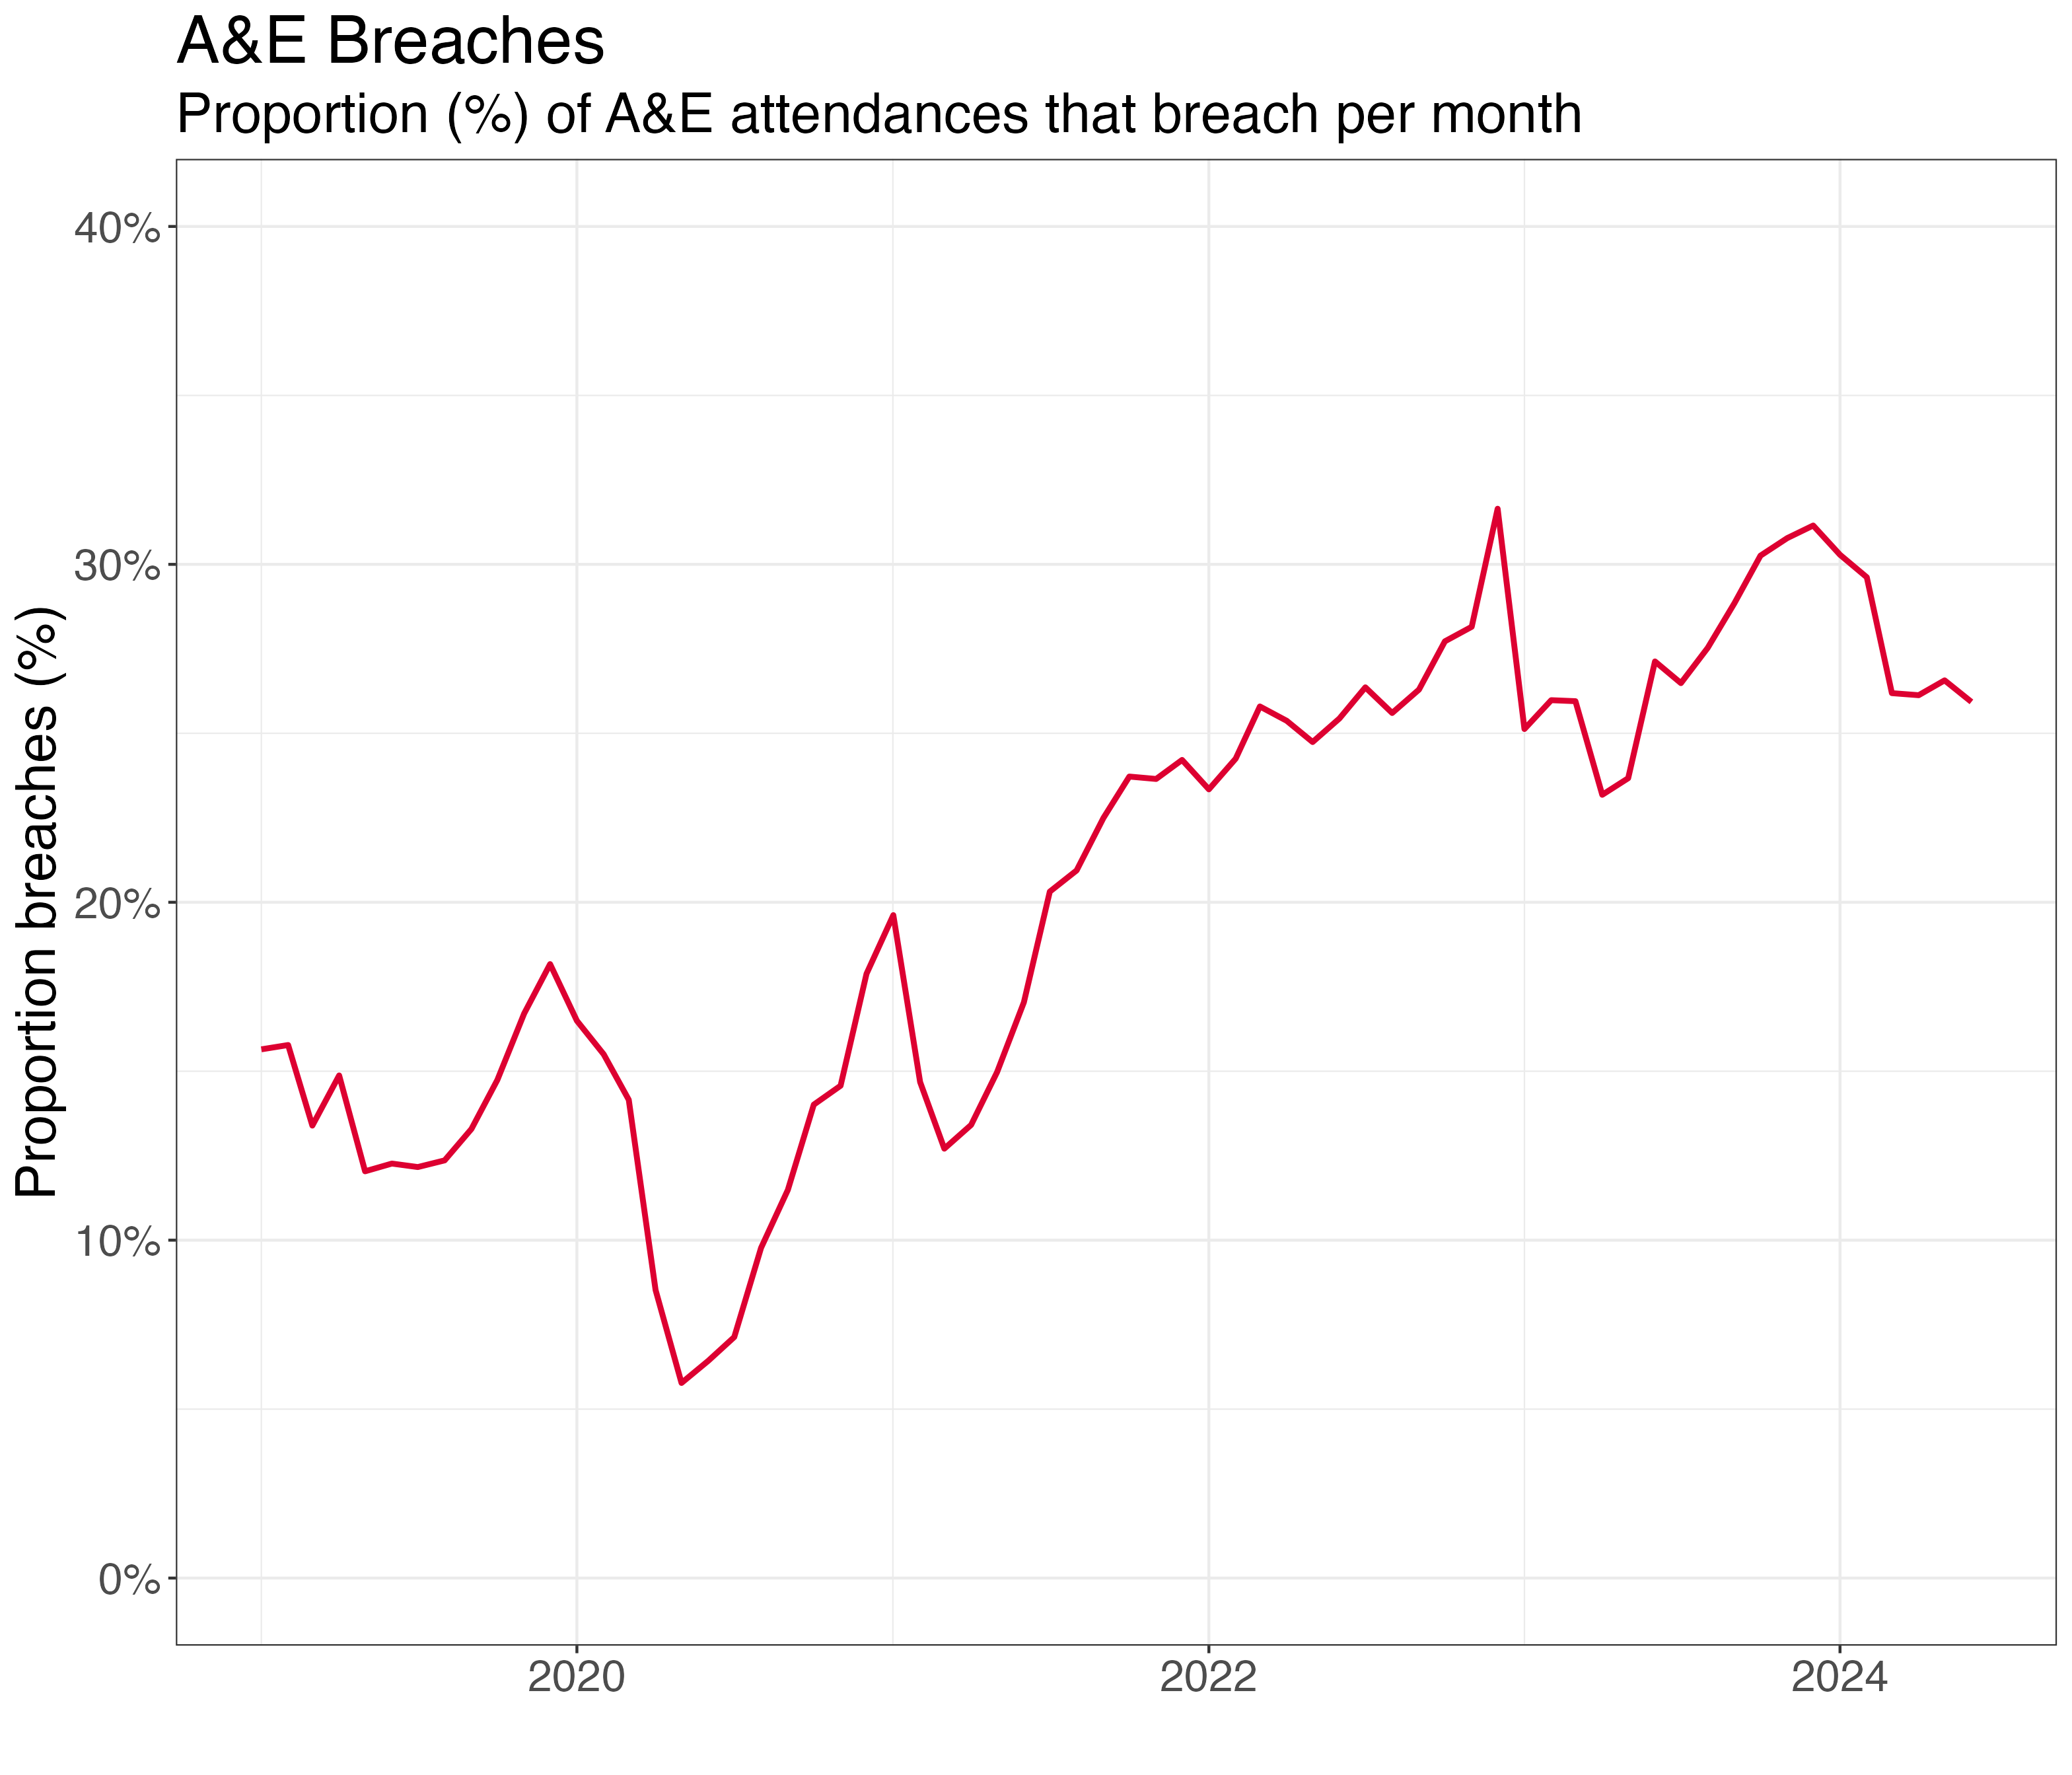 A&E Breaches
Proportion (%) of A&E attendances that breach per month
Proportion breaches (%)
40%
30%
20%
10%
0%
2020
2022
2024